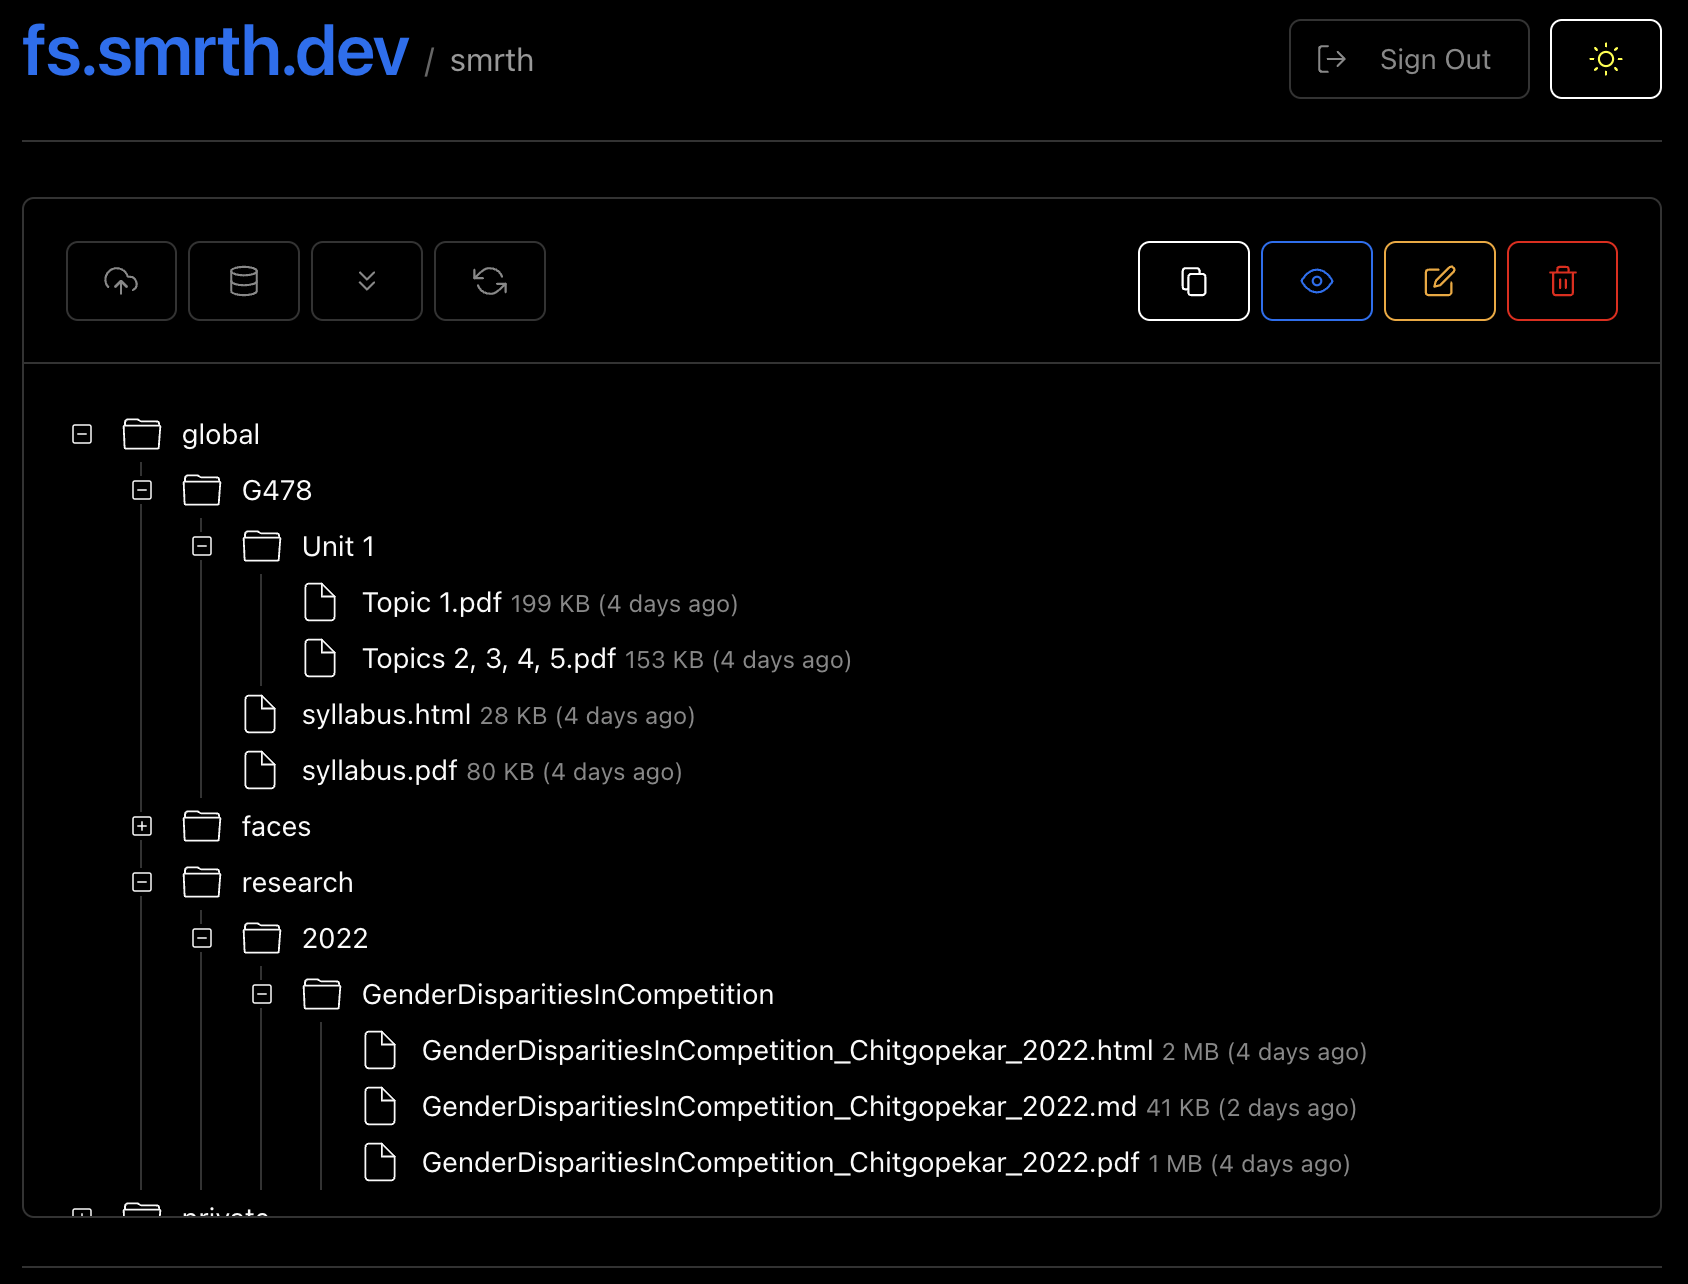 fs.smrth.dev / smrth
Sign Out
global
G478
Unit 1
Topic 1.pdf 199 KB (4 days ago)
Topics 2, 3, 4, 5.pdf 153 KB (4 days ago)
syllabus.html 28 KB (4 days ago)
syllabus.pdf 80 KB (4 days ago)
faces
research
2022
GenderDisparitiesInCompetition
GenderDisparitiesInCompetition_Chitgopekar_2022.html 2 MB (4 days ago)
GenderDisparitiesInCompetition_Chitgopekar_2022.md 41 KB (2 days ago)
GenderDisparitiesInCompetition_Chitgopekar_2022.pdf 1 MB (4 days ago)
private